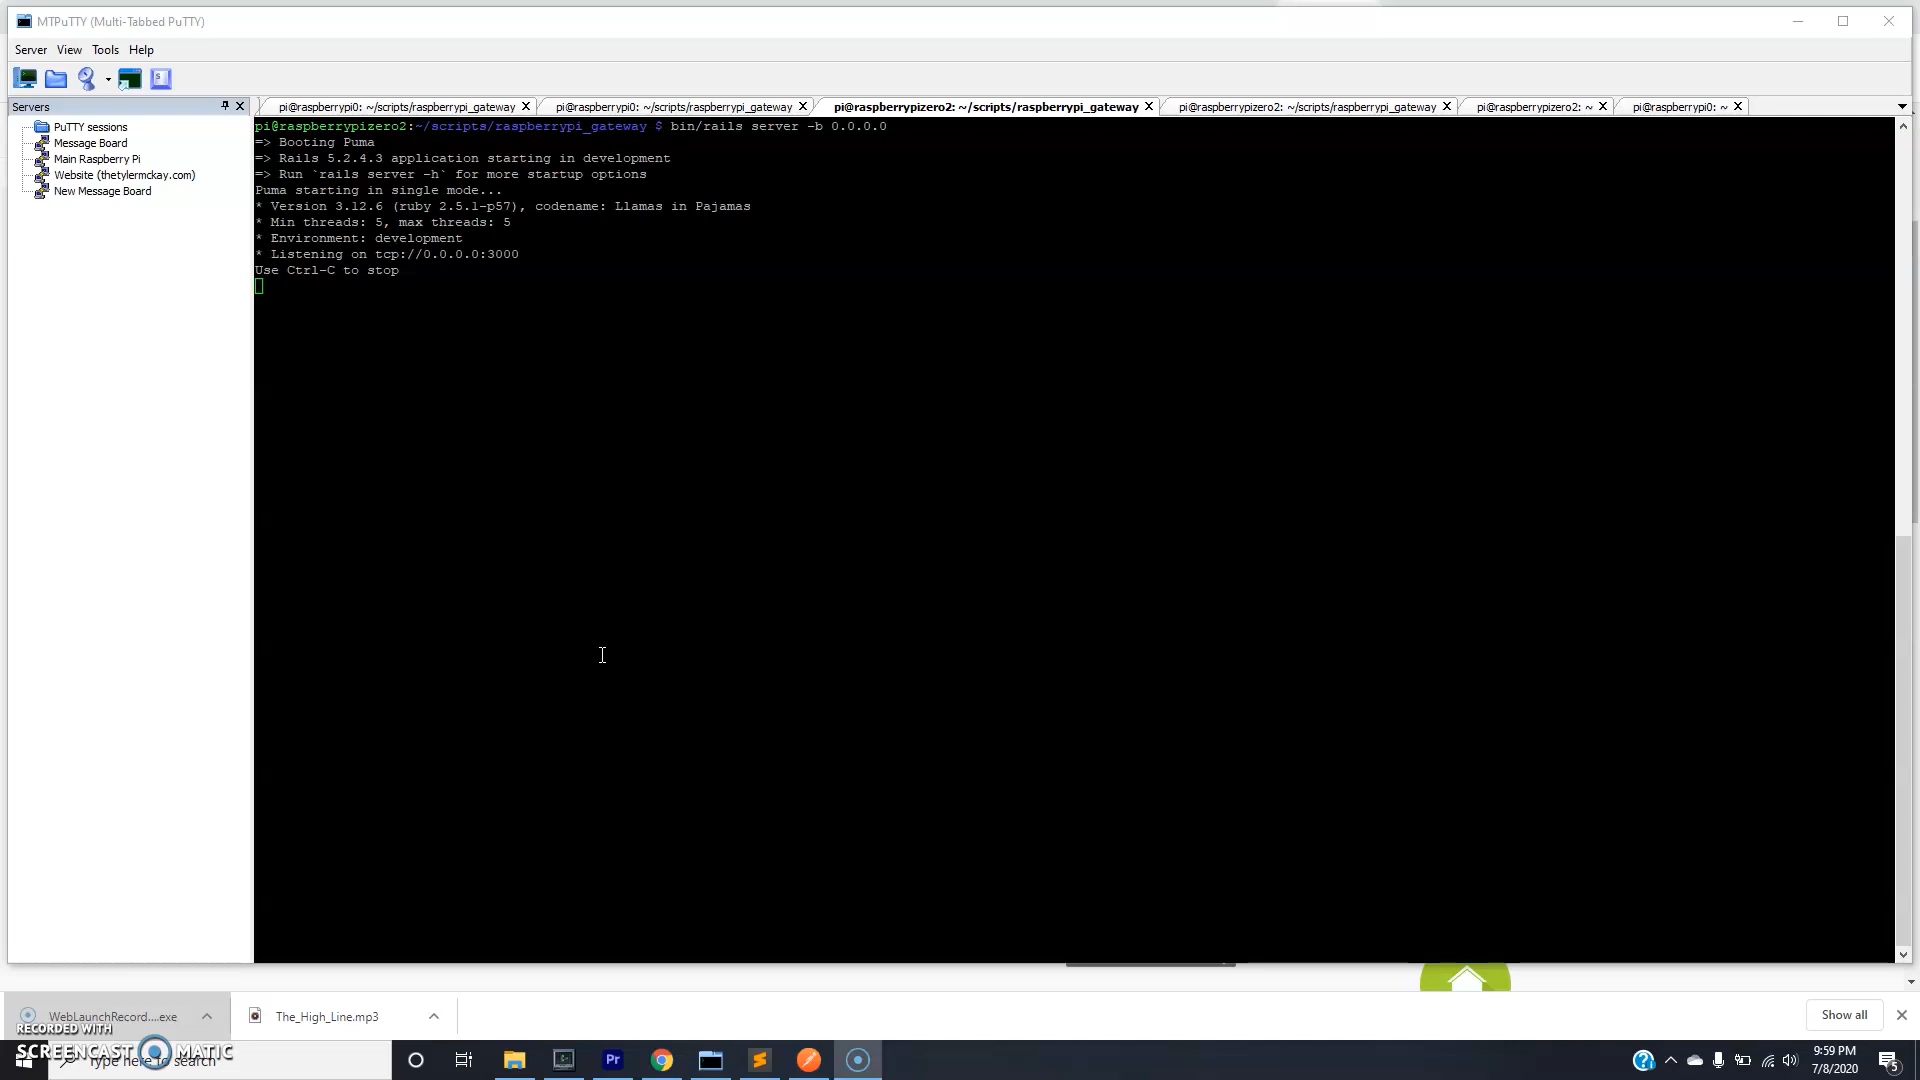 MTPuTTY (Multi-Tabbed PuTTY)
Server View Tools Help
Servers
pi@raspberrypi0: ~/scripts/raspberrypi_gateway
pi@raspberrypi0: ~/scripts/raspberrypi_gateway
pi@raspberrypizero2: ~/scripts/raspberrypi_gateway
pi@raspberrypizero2: ~/scripts/raspberrypi_gateway
pi@raspberrypizero2: ~
pi@raspberrypi0: ~
PuTTY sessions
Message Board
Main Raspberry Pi
Website (thetylermckay.com)
New Message Board
pi@raspberrypizero2:~/scripts/raspberrypi_gateway $ bin/rails server -b 0.0.0.0
=> Booting Puma
=> Rails 5.2.4.3 application starting in development
=> Run `rails server -h` for more startup options
Puma starting in single mode...
* Version 3.12.6 (ruby 2.5.1-p57), codename: Llamas in Pajamas
* Min threads: 5, max threads: 5
* Environment: development
* Listening on tcp://0.0.0.0:3000
Use Ctrl-C to stop
WebLaunchRecord....exe
The_High_Line.mp3
Show all
RECORDED WITH
SCREENCAST MATIC
Type here to search
Pr
9:59 PM
7/8/2020
5